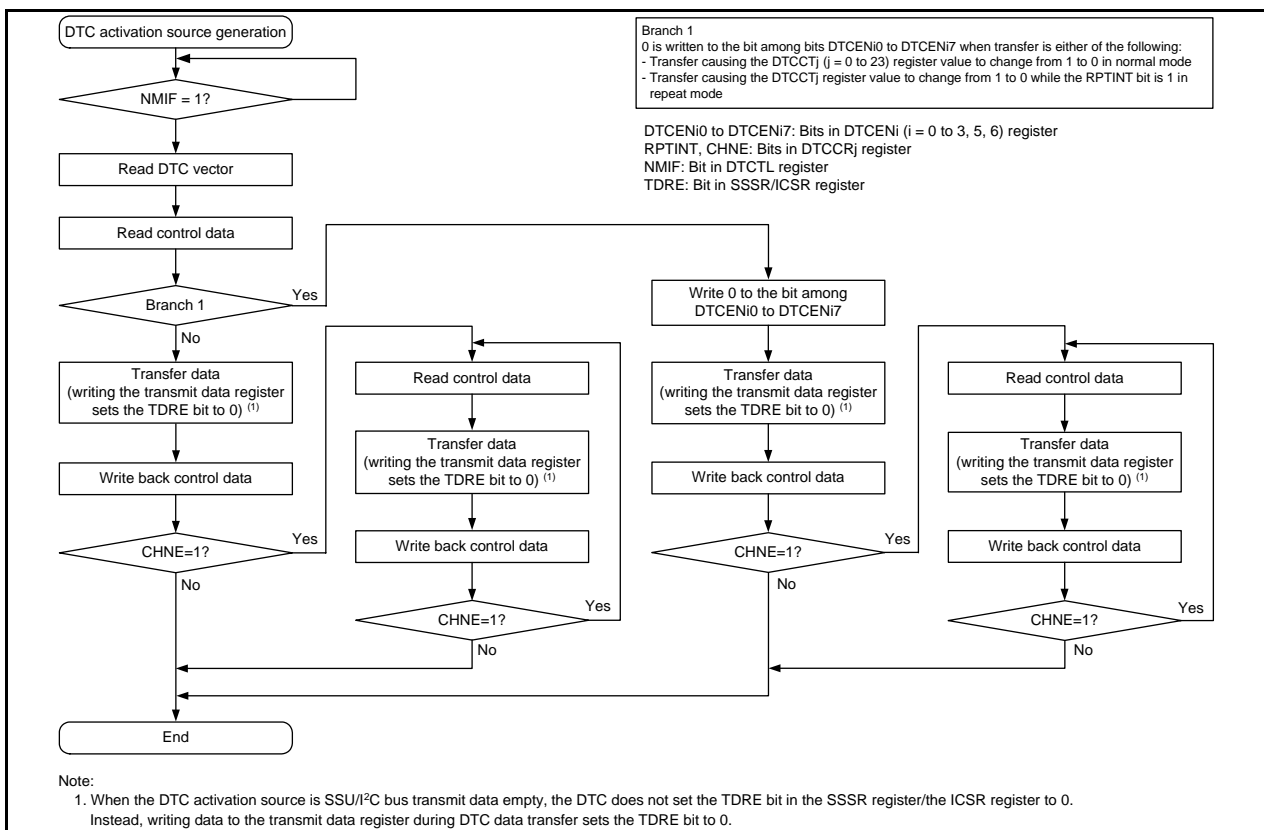 DTC activation source generation
NMIF = 1?
Read DTC vector
Read control data
Branch 1
Yes
No
Transfer data
(writing the transmit data register
sets the TDRE bit to 0) (1)
Write back control data
CHNE=1?
Yes
No
Read control data
Transfer data
(writing the transmit data register
sets the TDRE bit to 0) (1)
Write back control data
CHNE=1?
Yes
No
Branch 1
0 is written to the bit among bits DTCENi0 to DTCENi7 when transfer is either of the following:
- Transfer causing the DTCCTj (j = 0 to 23) register value to change from 1 to 0 in normal mode
- Transfer causing the DTCCTj register value to change from 1 to 0 while the RPTINT bit is 1 in
repeat mode
DTCENi0 to DTCENi7: Bits in DTCENi (i = 0 to 3, 5, 6) register
RPTINT, CHNE: Bits in DTCCRj register
NMIF: Bit in DTCTL register
TDRE: Bit in SSSR/ICSR register
Write 0 to the bit among
DTCENi0 to DTCENi7
Transfer data
(writing the transmit data register
sets the TDRE bit to 0) (1)
Write back control data
CHNE=1?
Yes
No
Read control data
Transfer data
(writing the transmit data register
sets the TDRE bit to 0) (1)
Write back control data
CHNE=1?
Yes
No
End
Note:
1. When the DTC activation source is SSU/I²C bus transmit data empty, the DTC does not set the TDRE bit in the SSSR register/the ICSR register to 0.
Instead, writing data to the transmit data register during DTC data transfer sets the TDRE bit to 0.